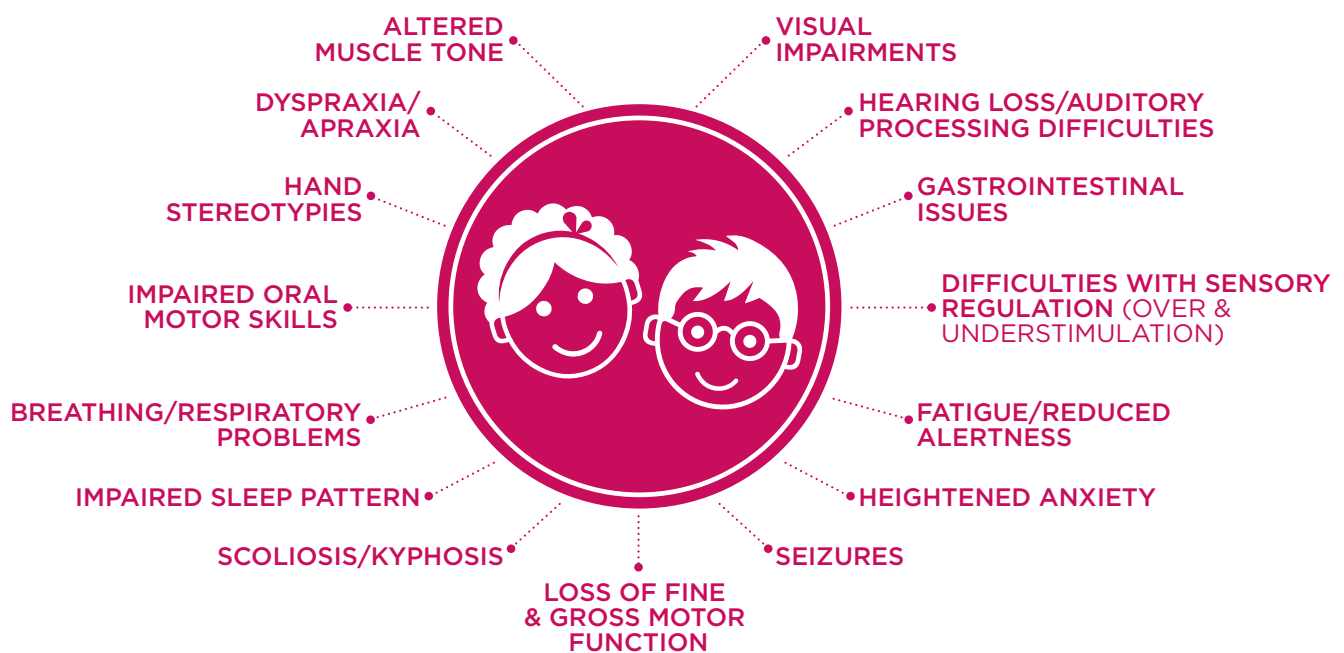 ALTERED
MUSCLE TONE
DYSPRAXIA/
APRAXIA
HAND
STEREOTYPIES
IMPAIRED ORAL
MOTOR SKILLS
BREATHING/RESPIRATORY
PROBLEMS
IMPAIRED SLEEP PATTERN
SCOLIOSIS/KYPHOSIS
LOSS OF FINE
& GROSS MOTOR
FUNCTION
VISUAL
IMPAIRMENTS
HEARING LOSS/AUDITORY
PROCESSING DIFFICULTIES
GASTROINTESTINAL
ISSUES
DIFFICULTIES WITH SENSORY
REGULATION (OVER &
UNDERSTIMULATION)
FATIGUE/REDUCED
ALERTNESS
HEIGHTENED ANXIETY
SEIZURES